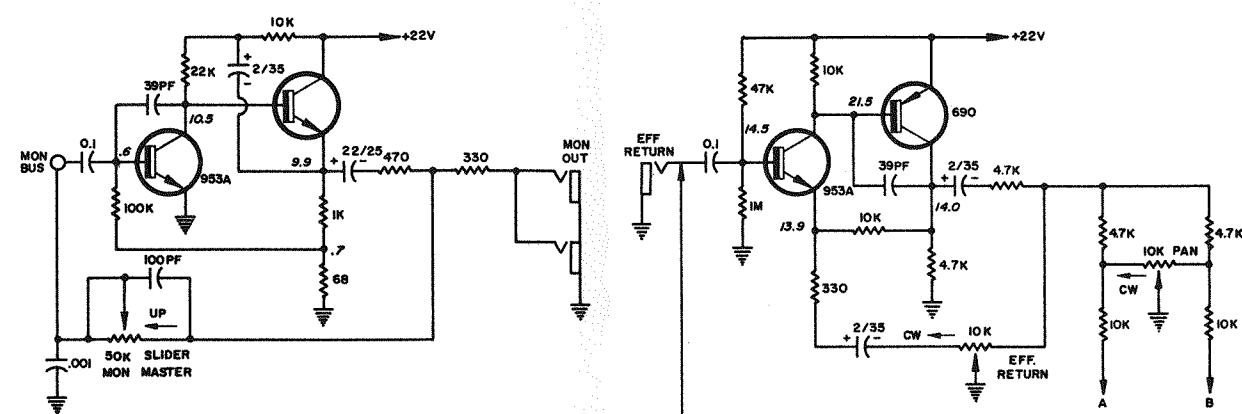 10K
+22V
22K
+
2/35
-
39PF
10.5
MON
BUS
0.1
.6
953A
9.9
+ 22/25 -
470
330
MON
OUT
100K
1K
.7
68
100PF
UP
50K SLIDER
MON MASTER
.001
+22V
10K
47K
21.5
690
EFF
RETURN
0.1
14.5
953A
39PF
+ 2/35 -
4.7K
1M
13.9
10K
14.0
4.7K
330
4.7K
4.7K
10K PAN
CW
10K
10K
+ 2/35 -
CW
10K
EFF.
RETURN
A
B